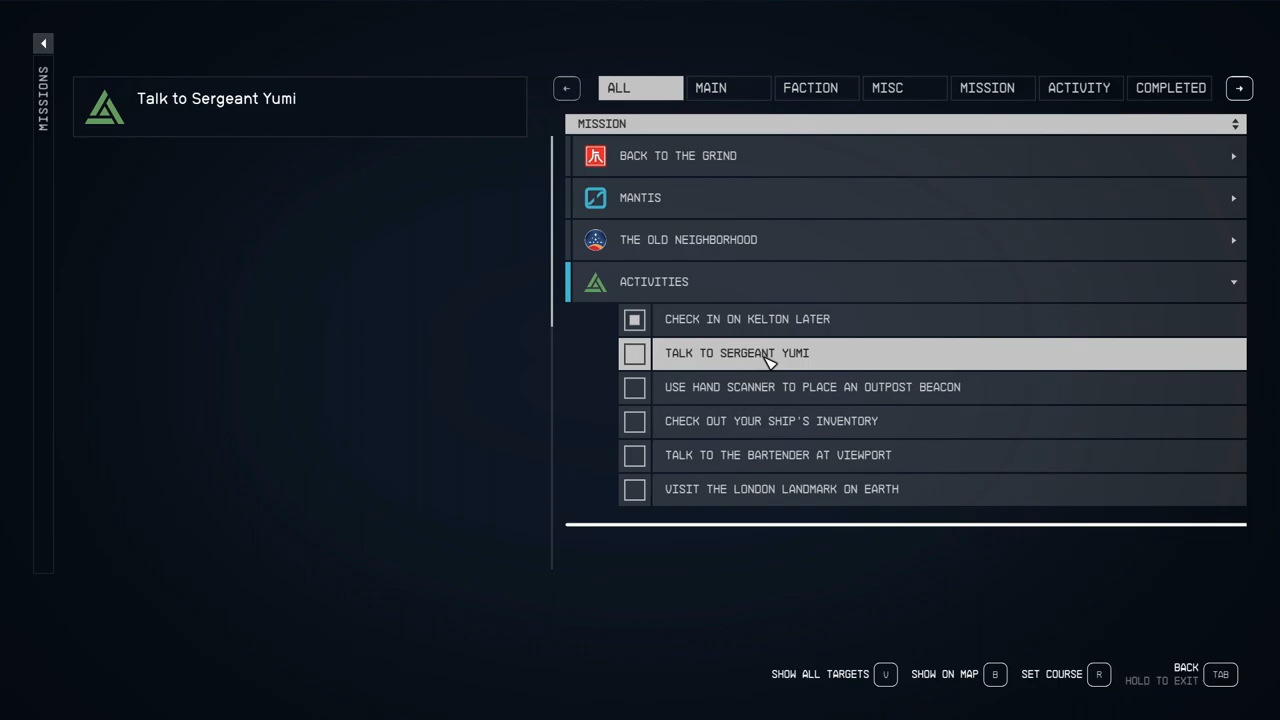 MISSIONS
Talk to Sergeant Yumi
ALL
MAIN
FACTION
MISC
MISSION
ACTIVITY
COMPLETED
MISSION
BACK TO THE GRIND
MANTIS
THE OLD NEIGHBORHOOD
ACTIVITIES
CHECK IN ON KELTON LATER
TALK TO SERGEANT YUMI
USE HAND SCANNER TO PLACE AN OUTPOST BEACON
CHECK OUT YOUR SHIP'S INVENTORY
TALK TO THE BARTENDER AT VIEWPORT
VISIT THE LONDON LANDMARK ON EARTH
SHOW ALL TARGETS V
SHOW ON MAP B
SET COURSE R
BACK
HOLD TO EXIT TAB